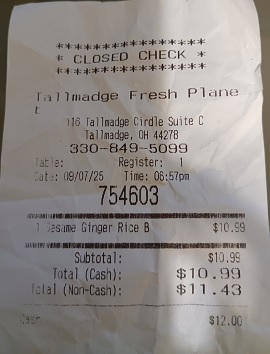 ******************
* CLOSED CHECK *
******************
Tallmadge Fresh Plane
t
116 Tallmadge Cirdle Suite C
Tallmadge, OH 44278
330-849-5099
Table: Register: 1
Date: 09/07/25 Time: 06:57pm
754603
1 Sesame Ginger Rice B $10.99
Subtotal: $10.99
Total (Cash): $10.99
Total (Non-Cash): $11.43
Cash $12.00